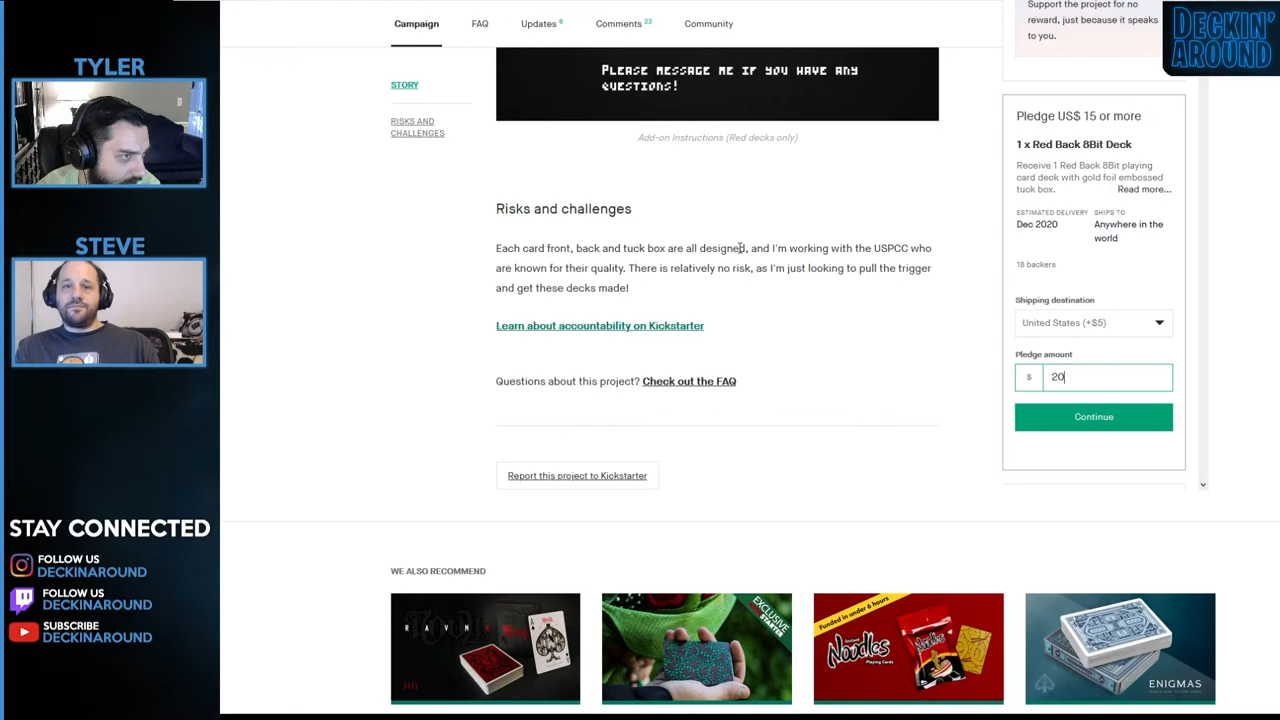 TYLER
STEVE
STAY CONNECTED
FOLLOW US
DECKINAROUND
FOLLOW US
DECKINAROUND
SUBSCRIBE
DECKINAROUND
Campaign
FAQ
Updates 6
Comments 23
Community
STORY
RISKS AND
CHALLENGES
PLEASE MESSAGE ME IF YOU HAVE ANY
QUESTIONS!
Add-on Instructions (Red decks only)
Risks and challenges
Each card front, back and tuck box are all designed, and I'm working with the USPCC who
are known for their quality. There is relatively no risk, as I'm just looking to pull the trigger
and get these decks made!
Learn about accountability on Kickstarter
Questions about this project? Check out the FAQ
Report this project to Kickstarter
Support the project for no
reward, just because it speaks
to you.
DECKIN'
AROUND
Pledge US$ 15 or more
1 x Red Back 8Bit Deck
Receive 1 Red Back 8Bit playing
card deck with gold foil embossed
tuck box.
Read more...
ESTIMATED DELIVERY
Dec 2020
SHIPS TO
Anywhere in the
world
18 backers
Shipping destination
United States (+$5)
Pledge amount
$ 20
Continue
WE ALSO RECOMMEND
RAVN X
EXCLUSIVE
Funded in under 6 hours
Noodles
Playing Cards
ENIGMAS